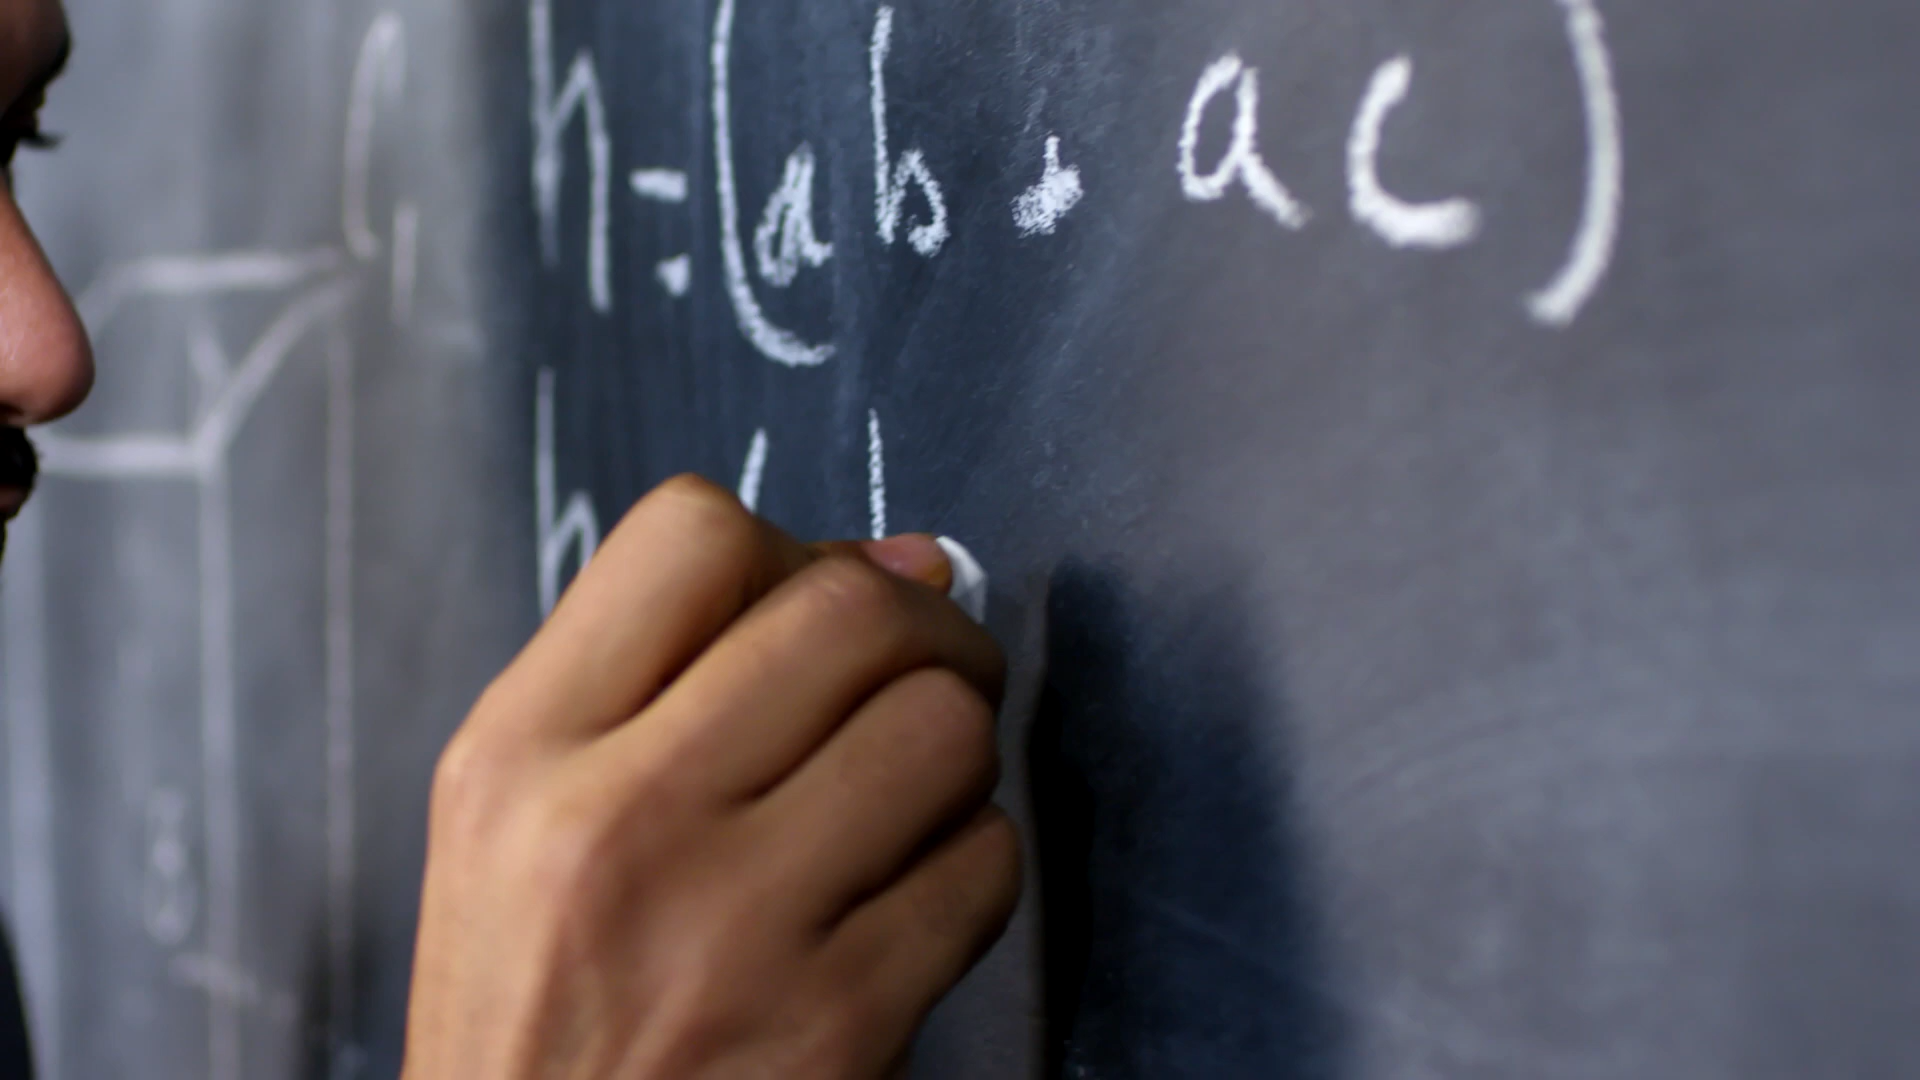 h = (ab · ac)
h (